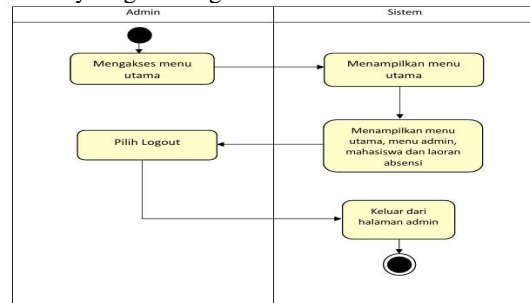 Admin
Sistem
Mengakses menu
utama
Menampilkan menu
utama
Menampilkan menu
utama, menu admin,
mahasiswa dan laoran
absensi
Pilih Logout
Keluar dari
halaman admin